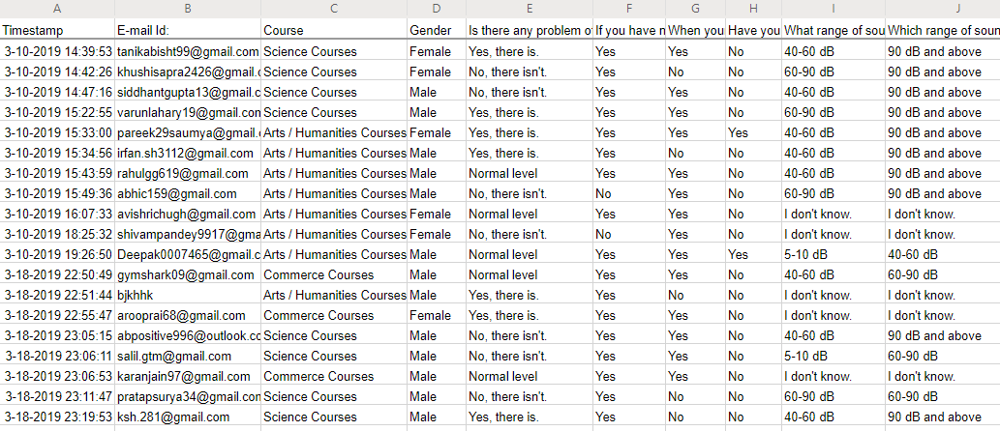 A B C D E F G H I J
Timestamp E-mail Id: Course Gender Is there any problem o If you have n When you Have you What range of sou Which range of soun
3-10-2019 14:39:53 tanikabisht99@gmail.com Science Courses Female Yes, there is. Yes Yes No 40-60 dB 90 dB and above
3-10-2019 14:42:26 khushisapra2426@gmail.c Science Courses Female No, there isn't. Yes No No 60-90 dB 90 dB and above
3-10-2019 14:47:16 siddhantgupta13@gmail.c Science Courses Male No, there isn't. Yes Yes No 40-60 dB 90 dB and above
3-10-2019 15:22:55 varunlahary19@gmail.con Science Courses Male Yes, there is. Yes Yes No 60-90 dB 90 dB and above
3-10-2019 15:33:00 pareek29saumya@gmail. Arts / Humanities Courses Female Yes, there is. Yes Yes Yes 40-60 dB 90 dB and above
3-10-2019 15:34:56 irfan.sh3112@gmail.com Arts / Humanities Courses Male Yes, there is. Yes No No 40-60 dB 90 dB and above
3-10-2019 15:43:59 rahulgg619@gmail.com Arts / Humanities Courses Male Normal level Yes Yes No 40-60 dB 90 dB and above
3-10-2019 15:49:36 abhic159@gmail.com Arts / Humanities Courses Male No, there isn't. No Yes No 60-90 dB 90 dB and above
3-10-2019 16:07:33 avishrichugh@gmail.com Arts / Humanities Courses Female Normal level Yes Yes No I don't know. I don't know.
3-10-2019 18:25:32 shivampandey9917@gma Arts / Humanities Courses Female No, there isn't. No Yes No I don't know. I don't know.
3-10-2019 19:26:50 Deepak0007465@gmail.c Arts / Humanities Courses Male Normal level Yes Yes Yes 5-10 dB 40-60 dB
3-18-2019 22:50:49 gymshark09@gmail.com Commerce Courses Male Normal level Yes Yes No 40-60 dB 60-90 dB
3-18-2019 22:51:44 bjkhhk Arts / Humanities Courses Male Yes, there is. Yes No No I don't know. I don't know.
3-18-2019 22:55:47 arooprai68@gmail.com Commerce Courses Female Yes, there is. Yes Yes No I don't know. I don't know.
3-18-2019 23:05:15 abpositive996@outlook.co Science Courses Male No, there isn't. Yes Yes No 40-60 dB 90 dB and above
3-18-2019 23:06:11 salil.gtm@gmail.com Science Courses Male No, there isn't. Yes Yes No 5-10 dB 60-90 dB
3-18-2019 23:06:53 karanjain97@gmail.com Commerce Courses Male Normal level Yes Yes No I don't know. I don't know.
3-18-2019 23:11:47 pratapsurya34@gmail.con Science Courses Male No, there isn't. Yes No No 60-90 dB 60-90 dB
3-18-2019 23:19:53 ksh.281@gmail.com Science Courses Male Yes, there is. Yes No No 40-60 dB 90 dB and above